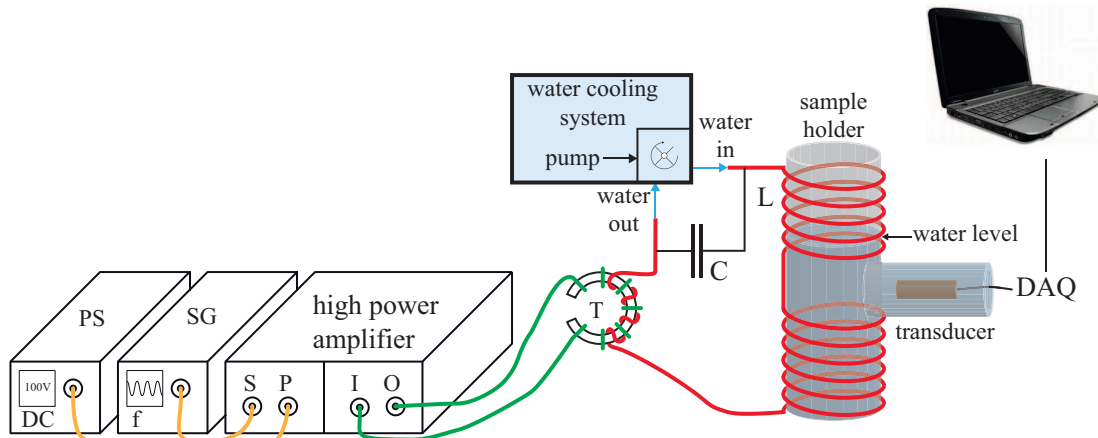 water cooling
system
pump
water
in
water
out
sample
holder
L
C
water level
DAQ
transducer
T
PS
SG
high power
amplifier
100V
DC
f
S
P
I
O